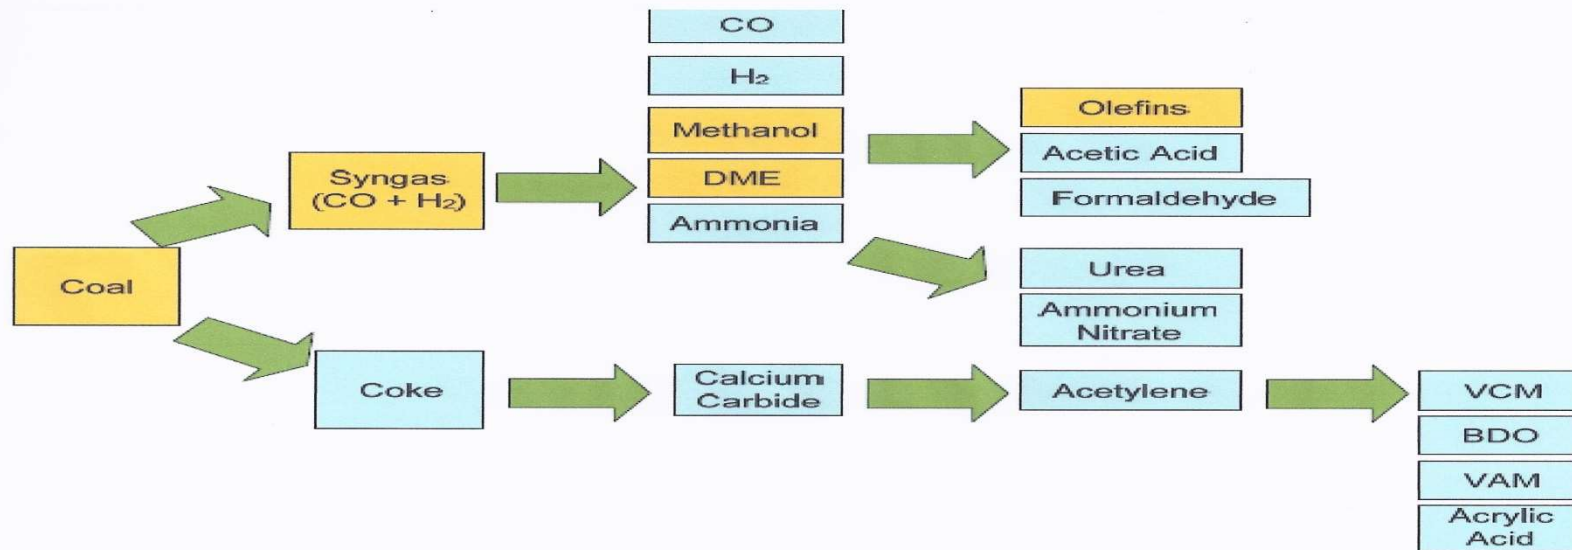 CO
H₂
Methanol
DME
Ammonia
Olefins
Acetic Acid
Formaldehyde
Syngas
(CO + H₂)
Urea
Ammonium
Nitrate
Coal
Coke
Calcium
Carbide
Acetylene
VCM
BDO
VAM
Acrylic
Acid